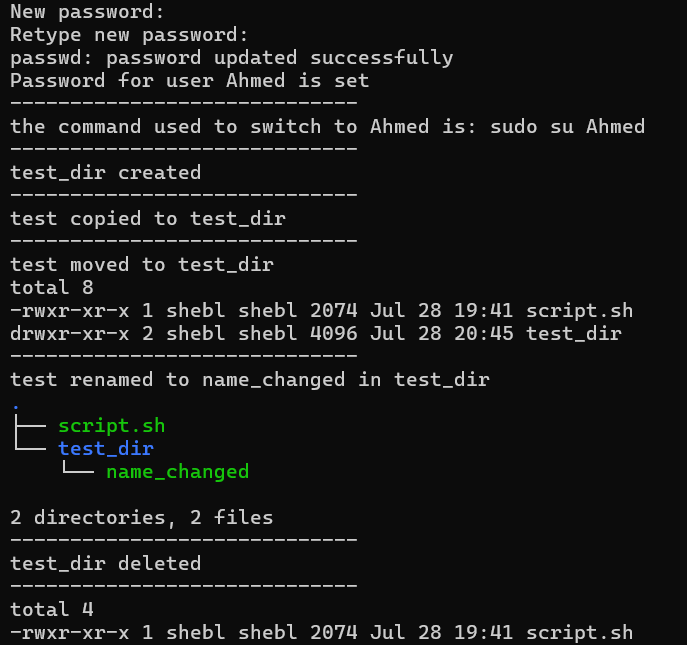 New password:
Retype new password:
passwd: password updated successfully
Password for user Ahmed is set
-----------------------------
the command used to switch to Ahmed is: sudo su Ahmed
-----------------------------
test_dir created
-----------------------------
test copied to test_dir
-----------------------------
test moved to test_dir
total 8
-rwxr-xr-x 1 shebl shebl 2074 Jul 28 19:41 script.sh
drwxr-xr-x 2 shebl shebl 4096 Jul 28 20:45 test_dir
-----------------------------
test renamed to name_changed in test_dir
.
├── script.sh
└── test_dir
    └── name_changed

2 directories, 2 files
-----------------------------
test_dir deleted
-----------------------------
total 4
-rwxr-xr-x 1 shebl shebl 2074 Jul 28 19:41 script.sh